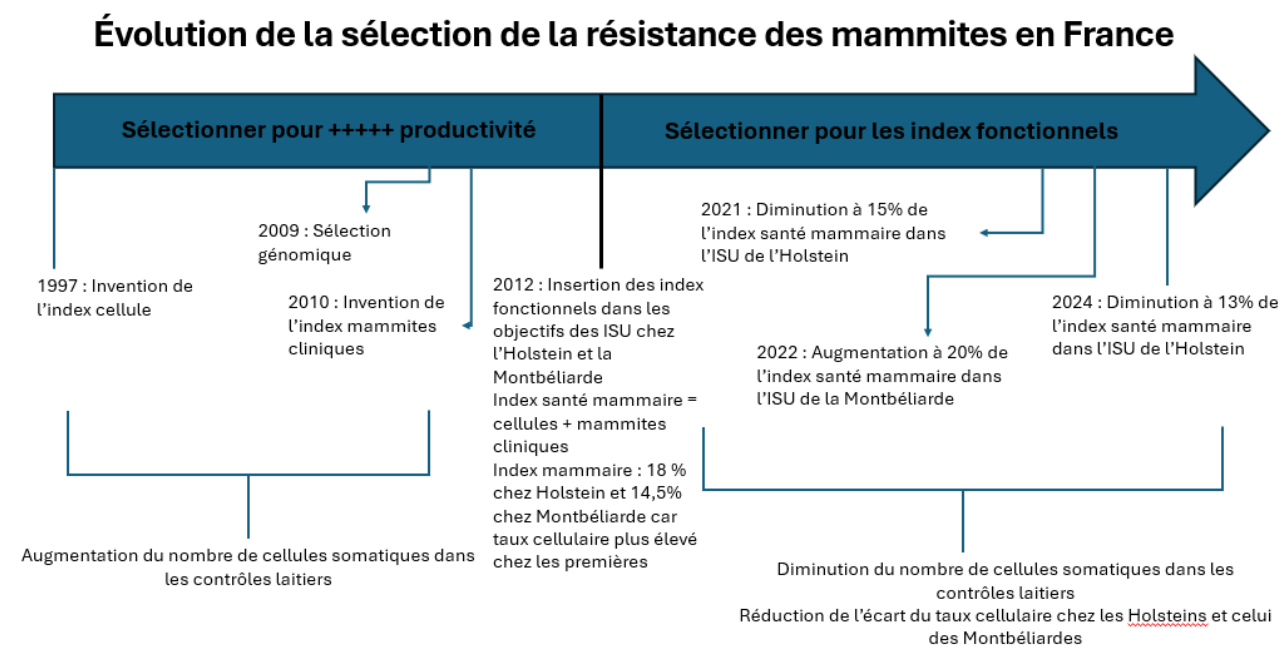 Évolution de la sélection de la résistance des mammites en France
Sélectionner pour +++++ productivité
Sélectionner pour les index fonctionnels
1997 : Invention de
l’index cellule
2009 : Sélection
génomique
2010 : Invention de
l’index mammites
cliniques
2012 : Insertion des index
fonctionnels dans les
objectifs des ISU chez
l’Holstein et la
Montbéliarde
Index santé mammaire =
cellules + mammites
cliniques
Index mammaire : 18 %
chez Holstein et 14,5%
chez Montbéliarde car
taux cellulaire plus élevé
chez les premières
2021 : Diminution à 15% de
l’index santé mammaire dans
l’ISU de l’Holstein
2022 : Augmentation à 20% de
l’index santé mammaire dans
l’ISU de la Montbéliarde
2024 : Diminution à 13% de
l’index santé mammaire
dans l’ISU de l’Holstein
Augmentation du nombre de cellules somatiques dans
les contrôles laitiers
Diminution du nombre de cellules somatiques dans les
contrôles laitiers
Réduction de l’écart du taux cellulaire chez les Holsteins et celui
des Montbéliardes